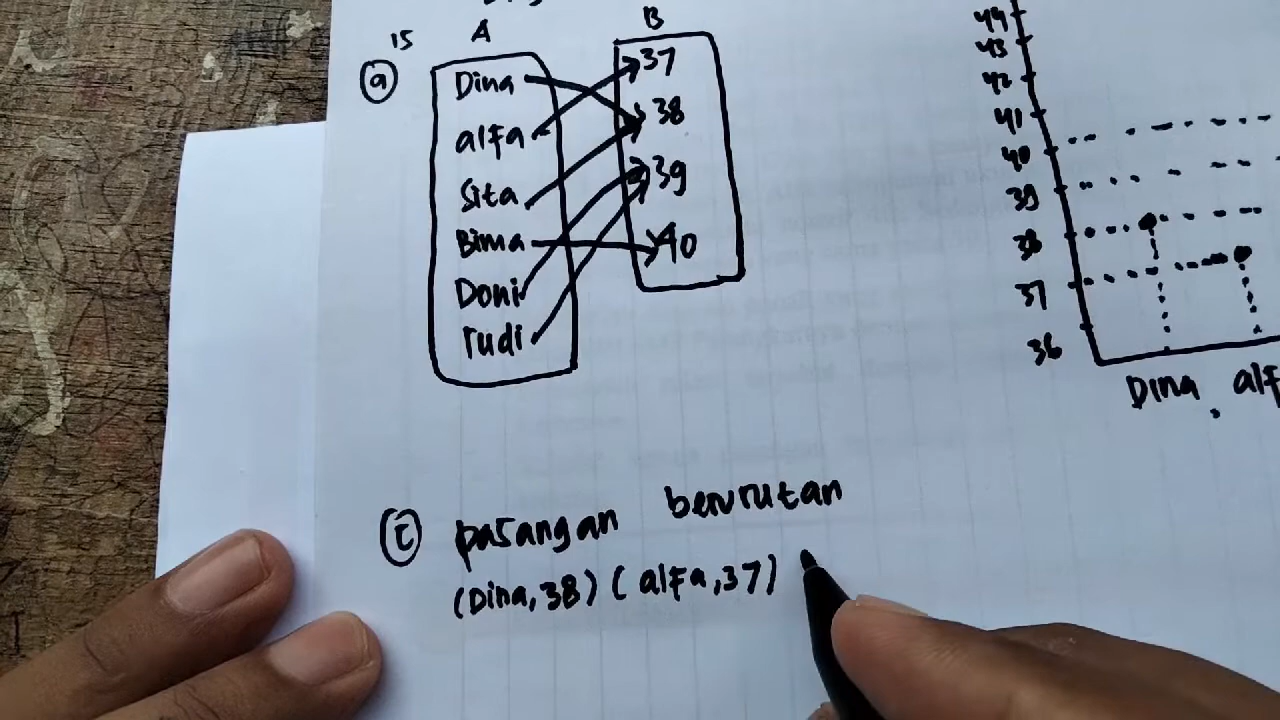 15
A
B
a
Dina
alfa
Sita
Bima
Doni
rudi
37
38
39
40
44
43
42
41
40
39
38
37
36
Dina alf
c pasangan berurutan
(Dina, 38) (alfa, 37)